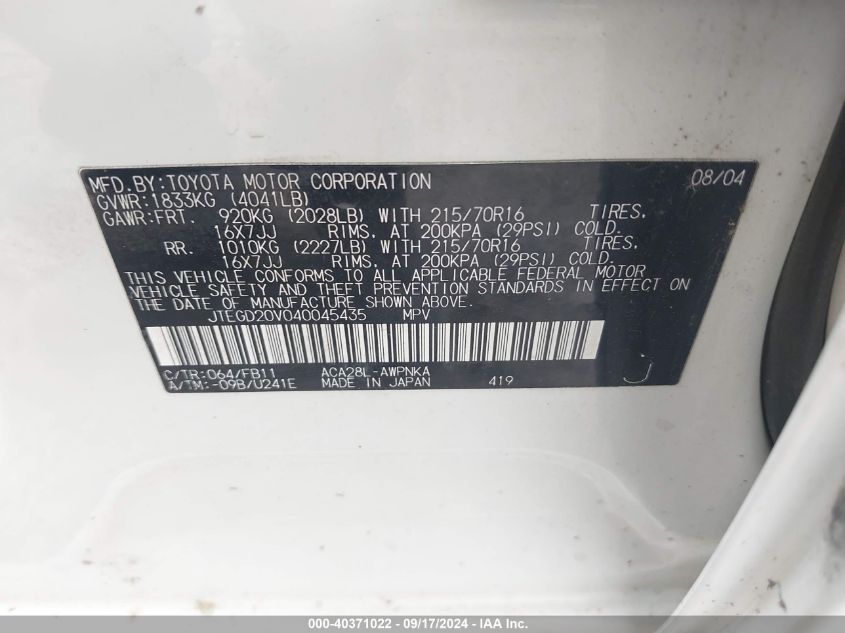 MFD.BY:TOYOTA MOTOR CORPORATION 08/04
GVWR:1833KG (4041LB)
GAWR:FRT. 920KG (2028LB) WITH 215/70R16 TIRES.
16X7JJ RIMS, AT 200KPA (29PSI) COLD.
RR. 1010KG (2227LB) WITH 215/70R16 TIRES.
16X7JJ RIMS, AT 200KPA (29PSI) COLD.
THIS VEHICLE CONFORMS TO ALL APPLICABLE FEDERAL MOTOR
VEHICLE SAFETY AND THEFT PREVENTION STANDARDS IN EFFECT ON
THE DATE OF MANUFACTURE SHOWN ABOVE.
JTEGD20V040045435 MPV
C/TR:064/FB11 ACA28L-AWPNKA
A/TM:-09B/U241E MADE IN JAPAN 419 J
000-40371022 - 09/17/2024 - IAA Inc.